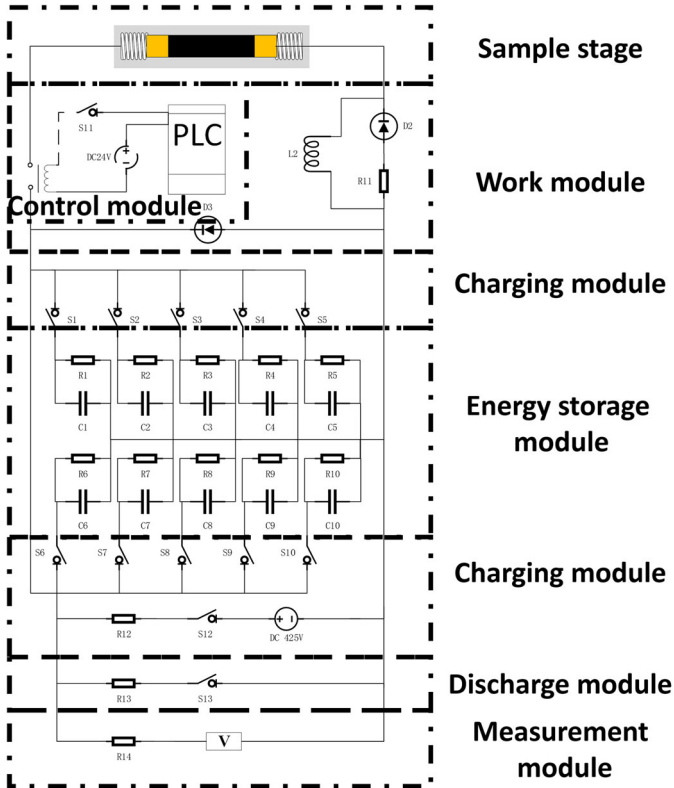 Sample stage
S11
PLC
DC24V
L2
D2
R11
Work module
Control module
D3
Charging module
S1 S2 S3 S4 S5
R1 R2 R3 R4 R5
C1 C2 C3 C4 C5
Energy storage
module
R6 R7 R8 R9 R10
C6 C7 C8 C9 C10
S6 S7 S8 S9 S10
Charging module
R12 S12 DC 425V
Discharge module
R13 S13
Measurement
module
V
R14